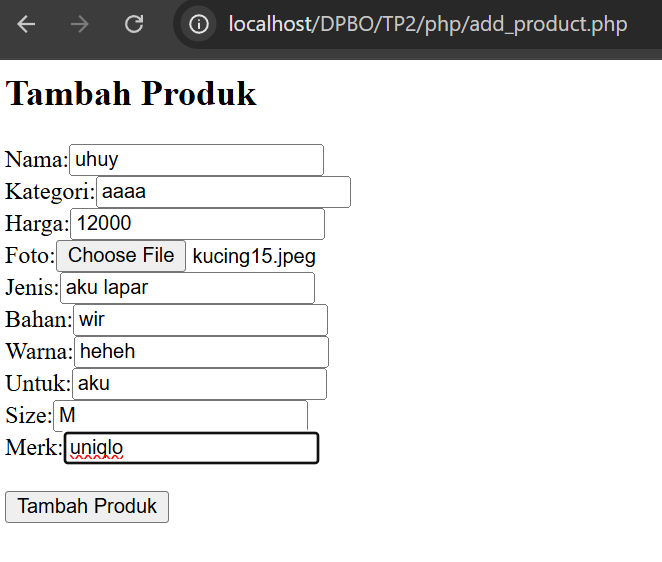 localhost/DPBO/TP2/php/add_product.php
Tambah Produk
Nama: uhuy
Kategori: aaaa
Harga: 12000
Foto: Choose File kucing15.jpeg
Jenis: aku lapar
Bahan: wir
Warna: heheh
Untuk: aku
Size: M
Merk: uniqlo
Tambah Produk